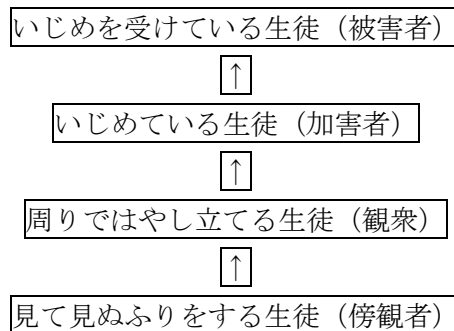 いじめを受けている生徒（被害者）
↑
いじめている生徒（加害者）
↑
周りではやし立てる生徒（観衆）
↑
見て見ぬふりをする生徒（傍観者）